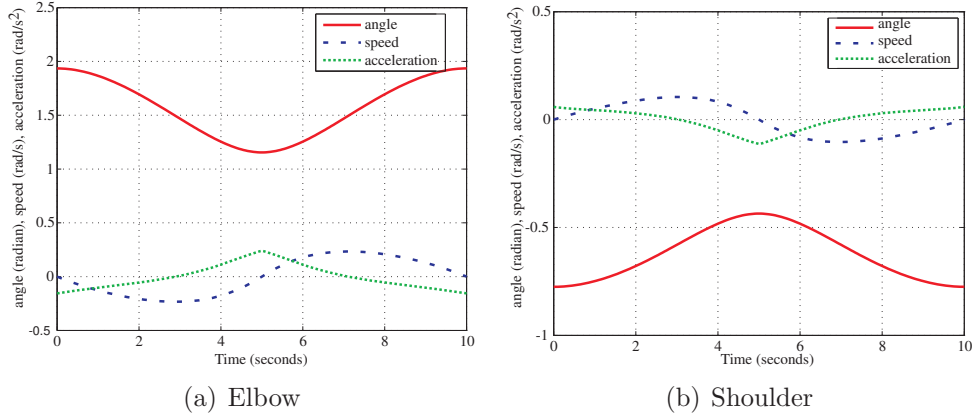 2.5
2
1.5
1
0.5
0
-0.5
0 2 4 6 8 10
angle (radian), speed (rad/s), acceleration (rad/s²)
Time (seconds)
angle
speed
acceleration
(a) Elbow
0.5
0
-0.5
-1
0 2 4 6 8 10
angle (radian), speed (rad/s), acceleration (rad/s²)
Time (seconds)
angle
speed
acceleration
(b) Shoulder